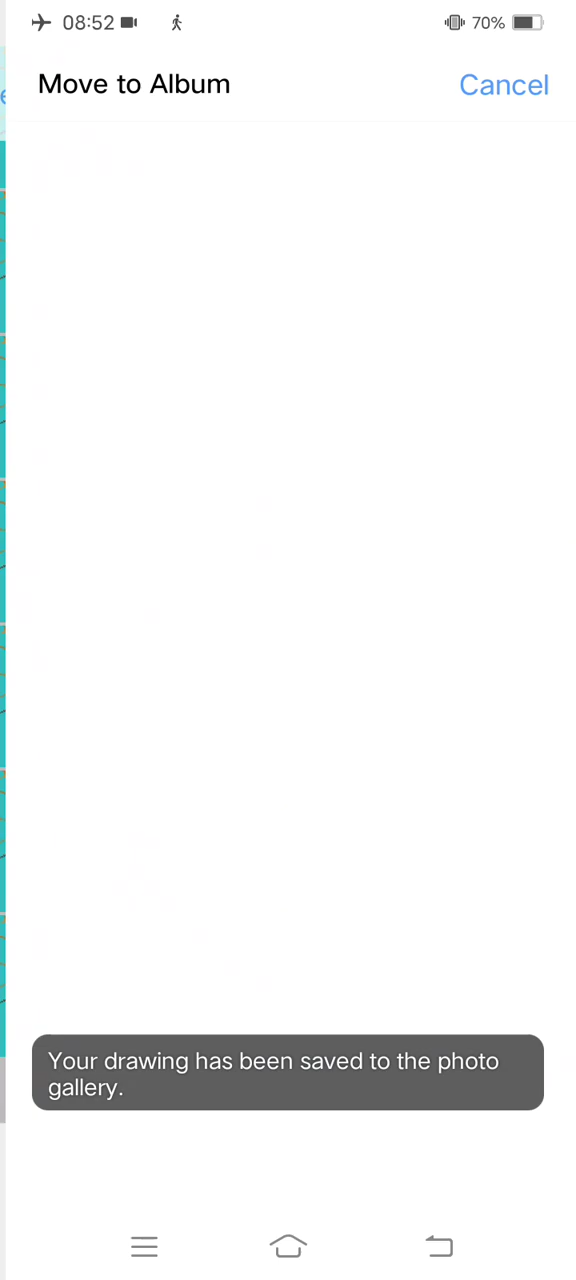 08:52
70%
Move to Album
Cancel
Your drawing has been saved to the photo
gallery.